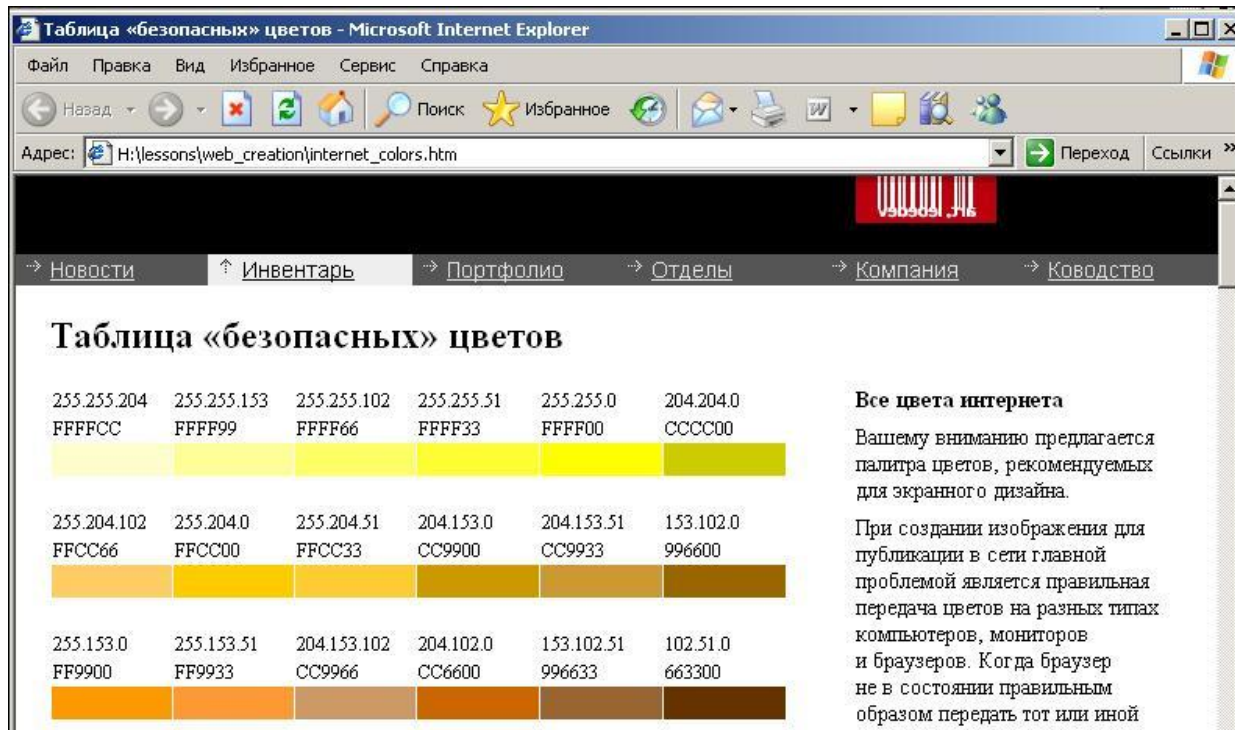 Таблица «безопасных» цветов - Microsoft Internet Explorer
Файл Правка Вид Избранное Сервис Справка
Назад Поиск Избранное
Адрес: H:\lessons\web_creation\internet_colors.htm Переход Ссылки »
Новости Инвентарь Портфолио Отделы Компания Ководство
Таблица «безопасных» цветов
255.255.204 255.255.153 255.255.102 255.255.51 255.255.0 204.204.0
FFFFCC FFFF99 FFFF66 FFFF33 FFFF00 CCCC00
255.204.102 255.204.0 255.204.51 204.153.0 204.153.51 153.102.0
FFCC66 FFCC00 FFCC33 CC9900 CC9933 996600
255.153.0 255.153.51 204.153.102 204.102.0 153.102.51 102.51.0
FF9900 FF9933 CC9966 CC6600 996633 663300
Все цвета интернета
Вашему вниманию предлагается
палитра цветов, рекомендуемых
для экранного дизайна.
При создании изображения для
публикации в сети главной
проблемой является правильная
передача цветов на разных типах
компьютеров, мониторов
и браузеров. Когда браузер
не в состоянии правильным
образом передать тот или иной